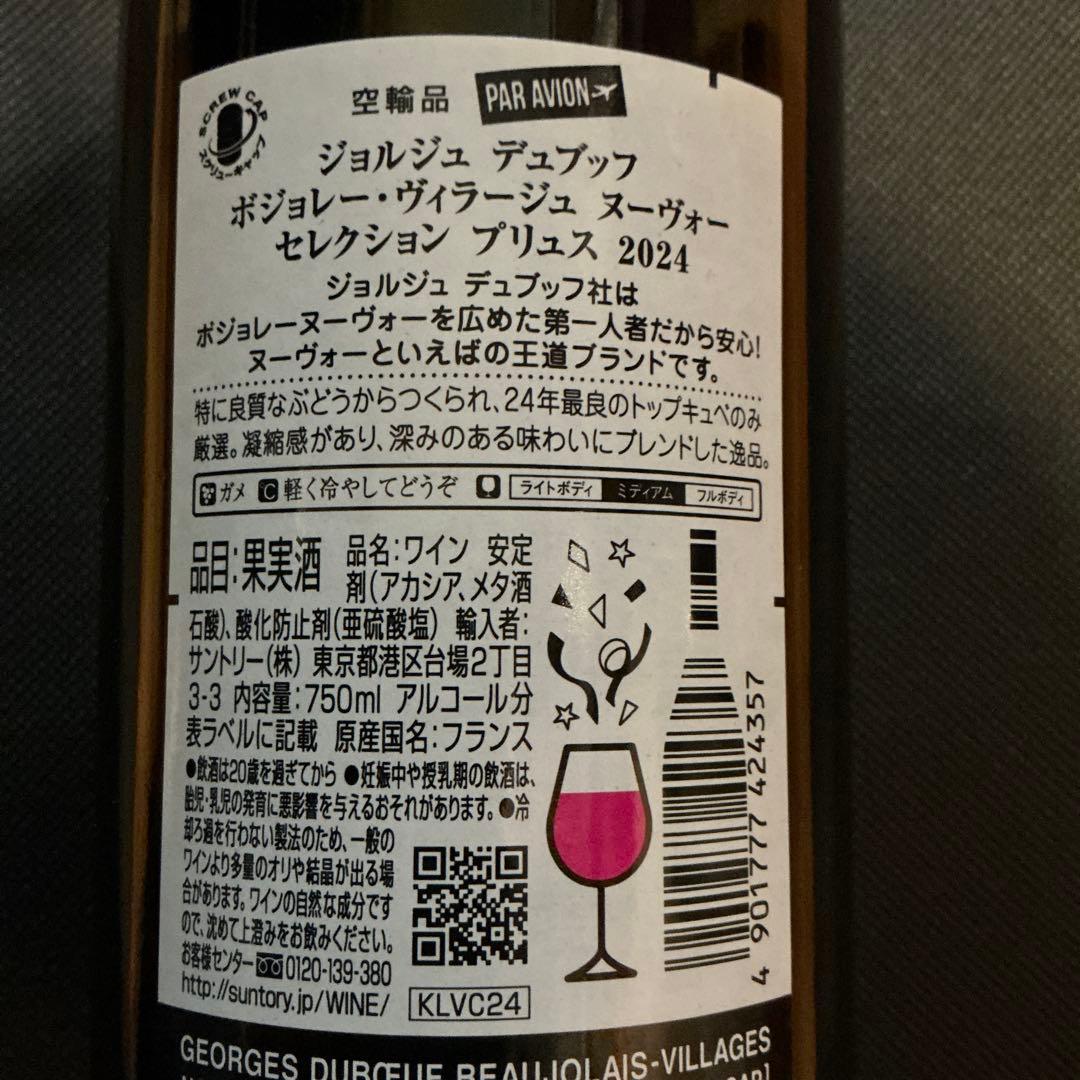 SCREW CAP
スクリューキャップ
空輸品 PAR AVION
ジョルジュ デュブッフ
ボジョレー・ヴィラージュ ヌーヴォー
セレクション プリュス 2024
ジョルジュ デュブッフ社は
ボジョレーヌーヴォーを広めた第一人者だから安心!
ヌーヴォーといえばの王道ブランドです。
特に良質なぶどうからつくられ、24年最良のトップキュベのみ
厳選。凝縮感があり、深みのある味わいにブレンドした逸品。
ガメ C 軽く冷やしてどうぞ ライトボディ ミディアム フルボディ
品目:果実酒 品名:ワイン 安定
剤(アカシア、メタ酒
石酸)、酸化防止剤(亜硫酸塩) 輸入者:
サントリー(株) 東京都港区台場2丁目
3-3 内容量:750ml アルコール分
表ラベルに記載 原産国名:フランス
●飲酒は20歳を過ぎてから ●妊娠中や授乳期の飲酒は、
胎児・乳児の発育に悪影響を与えるおそれがあります。●冷
却ろ過を行わない製法のため、一般の
ワインより多量のオリや結晶が出る場
合があります。ワインの自然な成分です
ので、沈めて上澄みをお飲みください。
お客様センター 0120-139-380
http://suntory.jp/WINE/ KLVC24
4 901777 424357
GEORGES DUBŒUF BEAUJOLAIS-VILLAGES